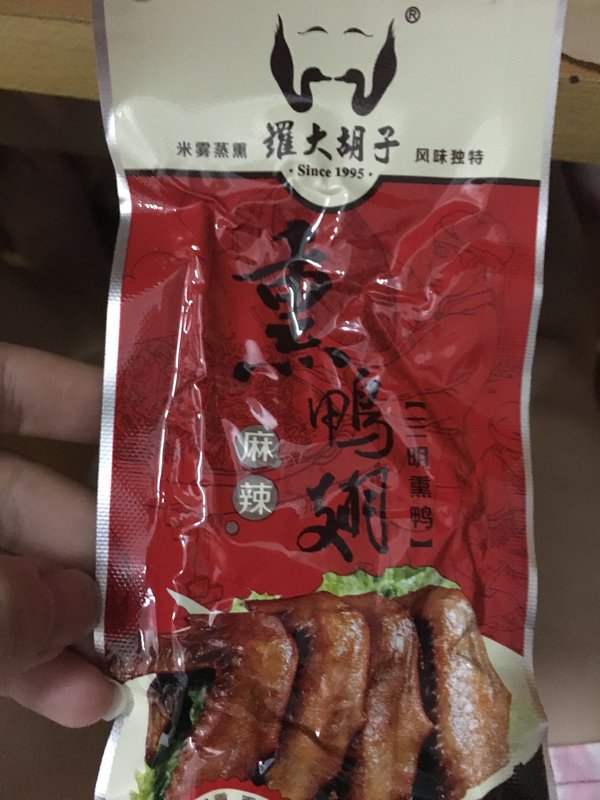 ®
米雾蒸熏 羅大胡子 风味独特
· Since 1995 ·
熏鸭翅
麻辣
【三明熏鸭】